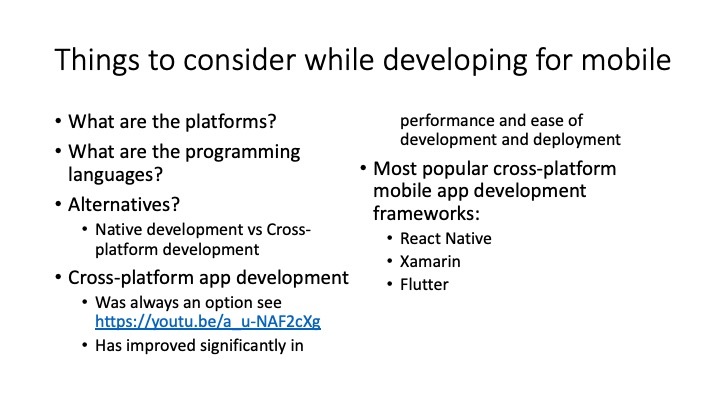 Things to consider while developing for mobile
• What are the platforms?
• What are the programming
languages?
• Alternatives?
• Native development vs Cross-
platform development
• Cross-platform app development
• Was always an option see
https://youtu.be/a_u-NAF2cXg
• Has improved significantly in
performance and ease of
development and deployment
• Most popular cross-platform
mobile app development
frameworks:
• React Native
• Xamarin
• Flutter